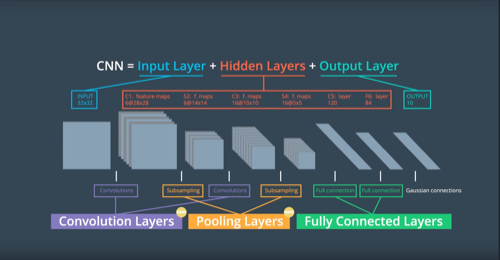 CNN = Input Layer + Hidden Layers + Output Layer
INPUT
32x32
C1: feature maps
6@28x28
S2: f. maps
6@14x14
C3: f. maps
16@10x10
S4: f. maps
16@5x5
C5: layer
120
F6: layer
84
OUTPUT
10
Convolutions
Subsampling
Convolutions
Subsampling
Full connection
Full connection
Gaussian connections
Convolution Layers
Pooling Layers
Fully Connected Layers